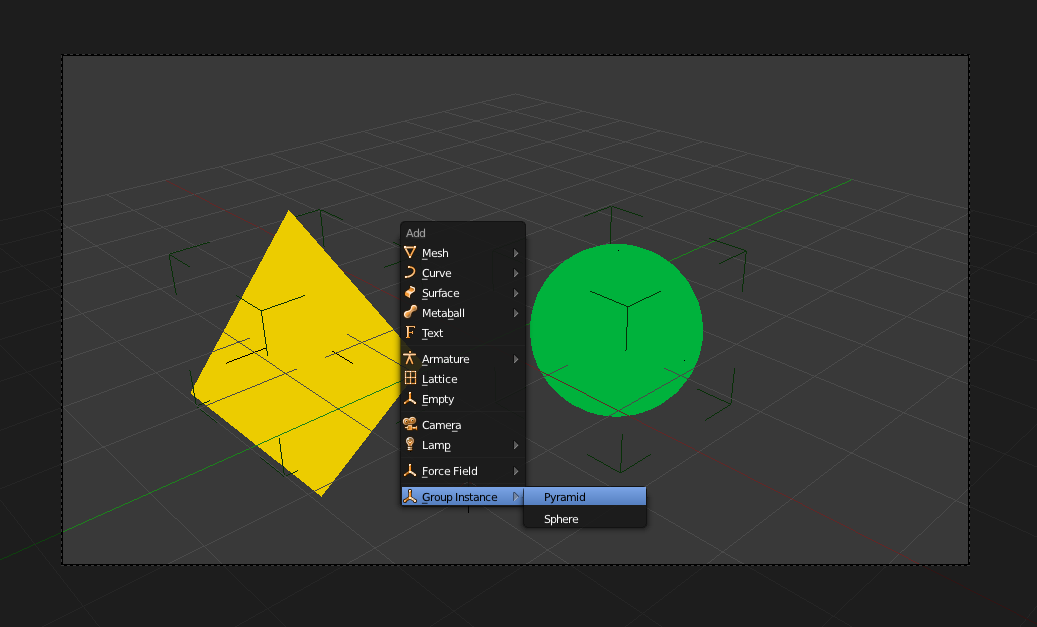 Add
Mesh
Curve
Surface
Metaball
Text
Armature
Lattice
Empty
Camera
Lamp
Force Field
Group Instance
Pyramid
Sphere